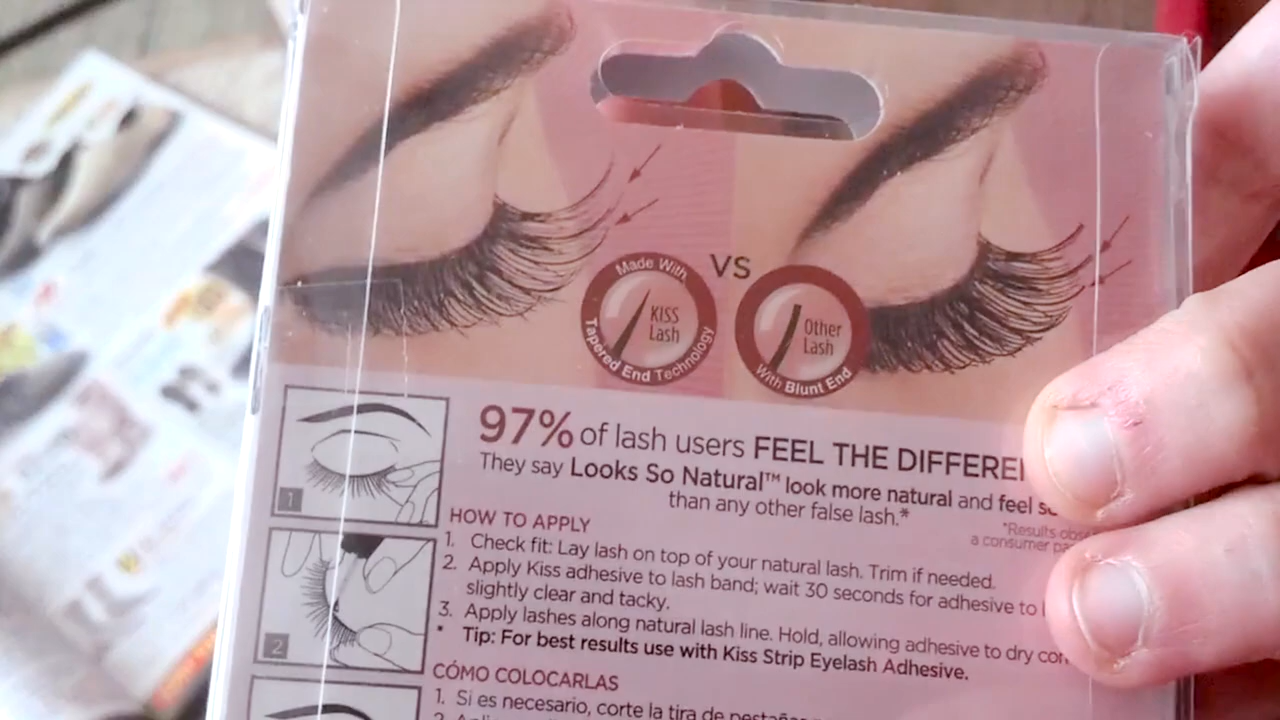 Made With
KISS
Lash
Tapered End Technology
VS
Other
Lash
With Blunt End
97% of lash users FEEL THE
They say Looks So Natural™ look more natural and feel
than any other false lash.*
*Results
a consumer
1
HOW TO APPLY
1. Check fit: Lay lash on top of your natural lash. Trim if needed.
2. Apply Kiss adhesive to lash band; wait 30 seconds for adhesive to
slightly clear and tacky.
3. Apply lashes along natural lash line. Hold, allowing adhesive to dry
* Tip: For best results use with Kiss Strip Eyelash Adhesive.
2
CÓMO COLOCARLAS
1. Si es necesario, corte la tira de
2.